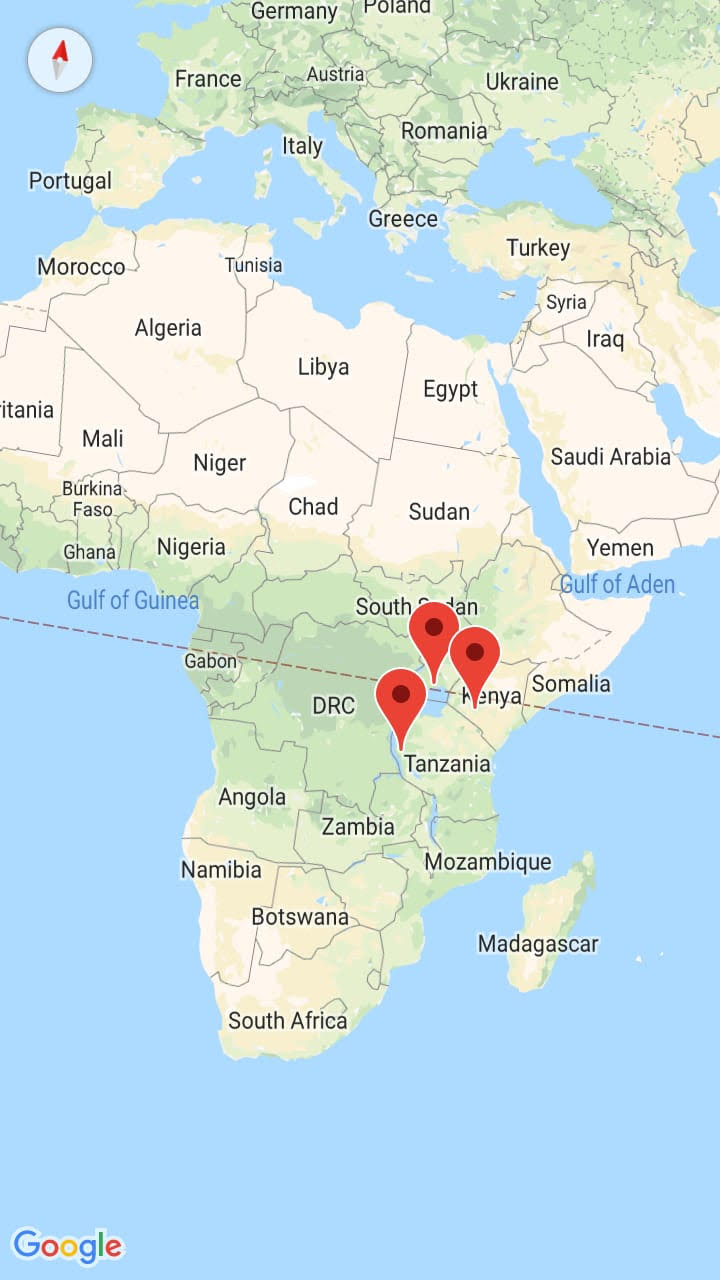 Germany
Poland
France
Austria
Ukraine
Italy
Romania
Portugal
Greece
Turkey
Morocco
Tunisia
Syria
Algeria
Iraq
Libya
Egypt
ritania
Mali
Niger
Saudi Arabia
Burkina
Faso
Chad
Sudan
Ghana
Nigeria
Yemen
Gulf of Guinea
Gulf of Aden
South Sudan
Gabon
DRC
Kenya
Somalia
Tanzania
Angola
Zambia
Namibia
Mozambique
Botswana
Madagascar
South Africa
Google